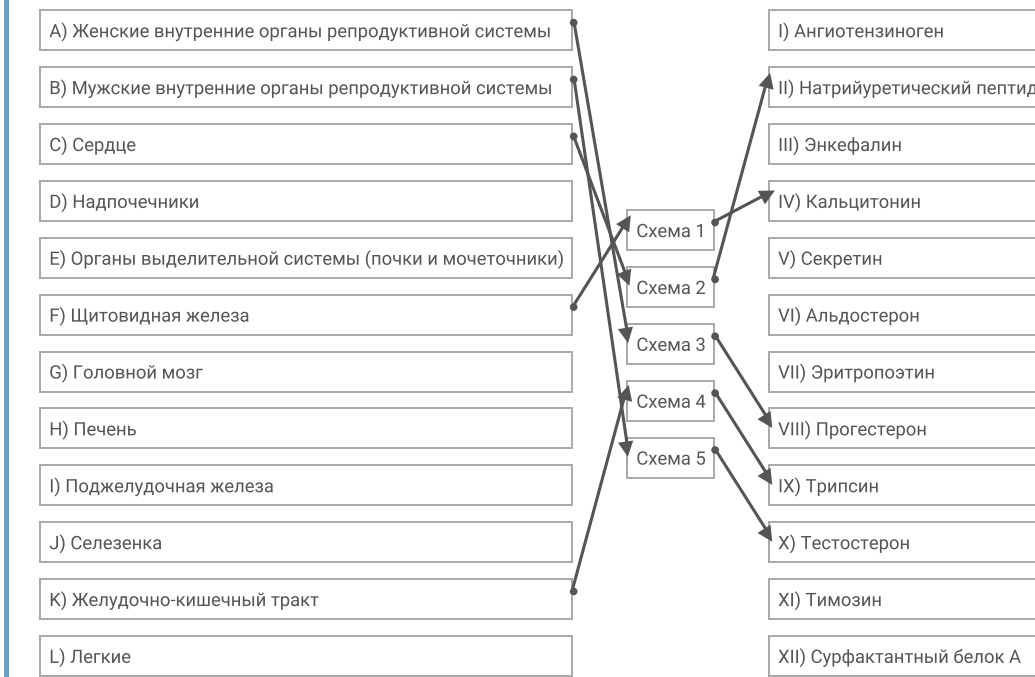 A) Женские внутренние органы репродуктивной системы
B) Мужские внутренние органы репродуктивной системы
C) Сердце
D) Надпочечники
E) Органы выделительной системы (почки и мочеточники)
F) Щитовидная железа
G) Головной мозг
H) Печень
I) Поджелудочная железа
J) Селезенка
K) Желудочно-кишечный тракт
L) Легкие
Схема 1
Схема 2
Схема 3
Схема 4
Схема 5
I) Ангиотензиноген
II) Натрийуретический пептид
III) Энкефалин
IV) Кальцитонин
V) Секретин
VI) Альдостерон
VII) Эритропоэтин
VIII) Прогестерон
IX) Трипсин
X) Тестостерон
XI) Tимозин
XII) Сурфактантный белок А